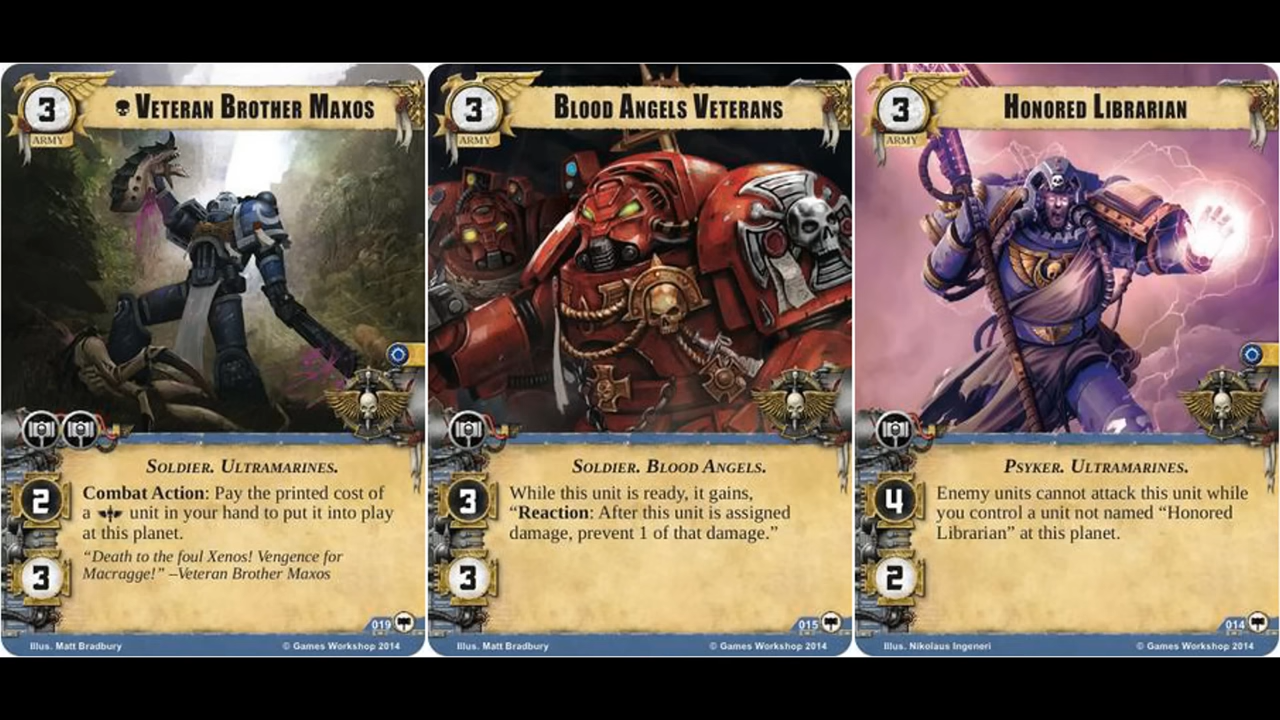 3
ARMY
VETERAN BROTHER MAXOS
SOLDIER. ULTRAMARINES.
2
3
Combat Action: Pay the printed cost of
a unit in your hand to put it into play
at this planet.
“Death to the foul Xenos! Vengence for
Macragge!” –Veteran Brother Maxos
019
Illus. Matt Bradbury
© Games Workshop 2014
3
ARMY
BLOOD ANGELS VETERANS
SOLDIER. BLOOD ANGELS.
3
3
While this unit is ready, it gains,
“Reaction: After this unit is assigned
damage, prevent 1 of that damage.”
015
Illus. Matt Bradbury
© Games Workshop 2014
3
ARMY
HONORED LIBRARIAN
PSYKER. ULTRAMARINES.
4
2
Enemy units cannot attack this unit while
you control a unit not named “Honored
Librarian” at this planet.
014
Illus. Nikolaus Ingeneri
© Games Workshop 2014